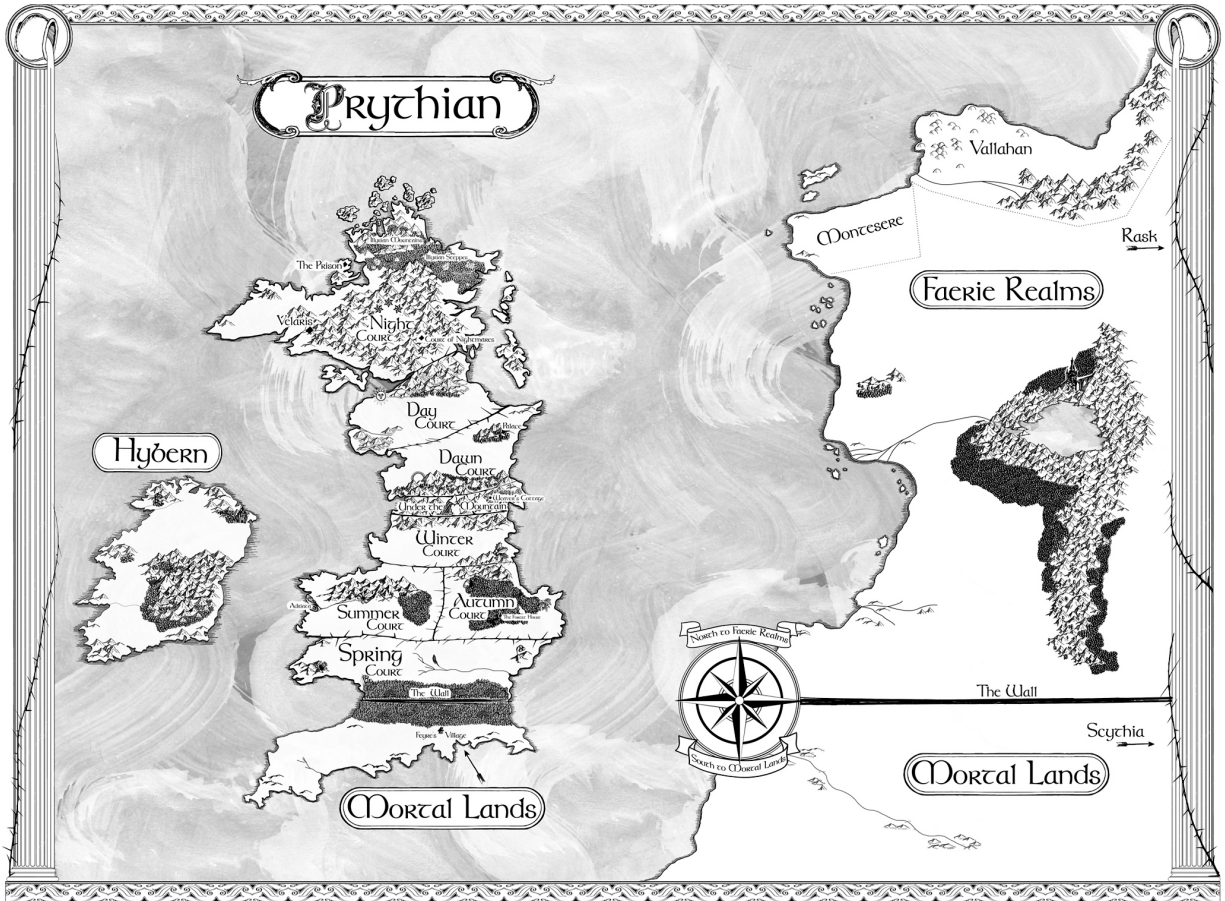 Prythian
Vallahan
Montesere
Rask
Faerie Realms
Illyrian Mountains
Illyrian Steppes
The Prison
Velaris
Night
Court
Court of Nightmares
Day
Court
Palace
Hybern
Dawn
Court
Weaver's Cottage
Under the Mountain
Winter
Court
Adriata
Summer
Court
Autumn
Court
The Forest House
Spring
Court
The Wall
Feyre's Village
Mortal Lands
North to Faerie Realms
South to Mortal Lands
The Wall
Scythia
Mortal Lands